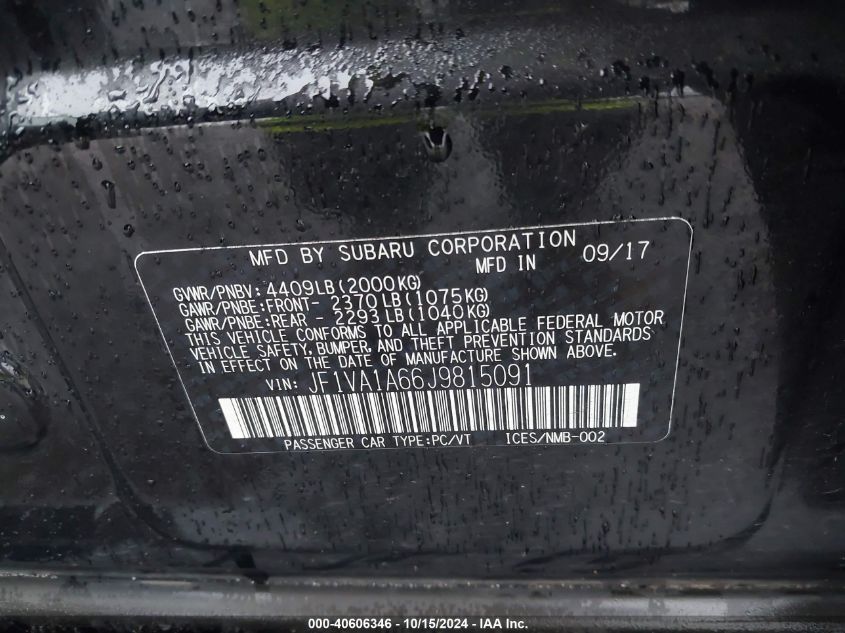 MFD BY SUBARU CORPORATION
MFD IN 09/17
GVWR/PNBV: 4409LB(2000KG)
GAWR/PNBE:FRONT- 2370LB(1075KG)
GAWR/PNBE:REAR - 2293LB(1040KG)
THIS VEHICLE CONFORMS TO ALL APPLICABLE FEDERAL MOTOR
VEHICLE SAFETY, BUMPER, AND THEFT PREVENTION STANDARDS
IN EFFECT ON THE DATE OF MANUFACTURE SHOWN ABOVE.
VIN: JF1VA1A66J9815091
PASSENGER CAR TYPE:PC/VT ICES/NMB-002
000-40606346 - 10/15/2024 - IAAI Inc.